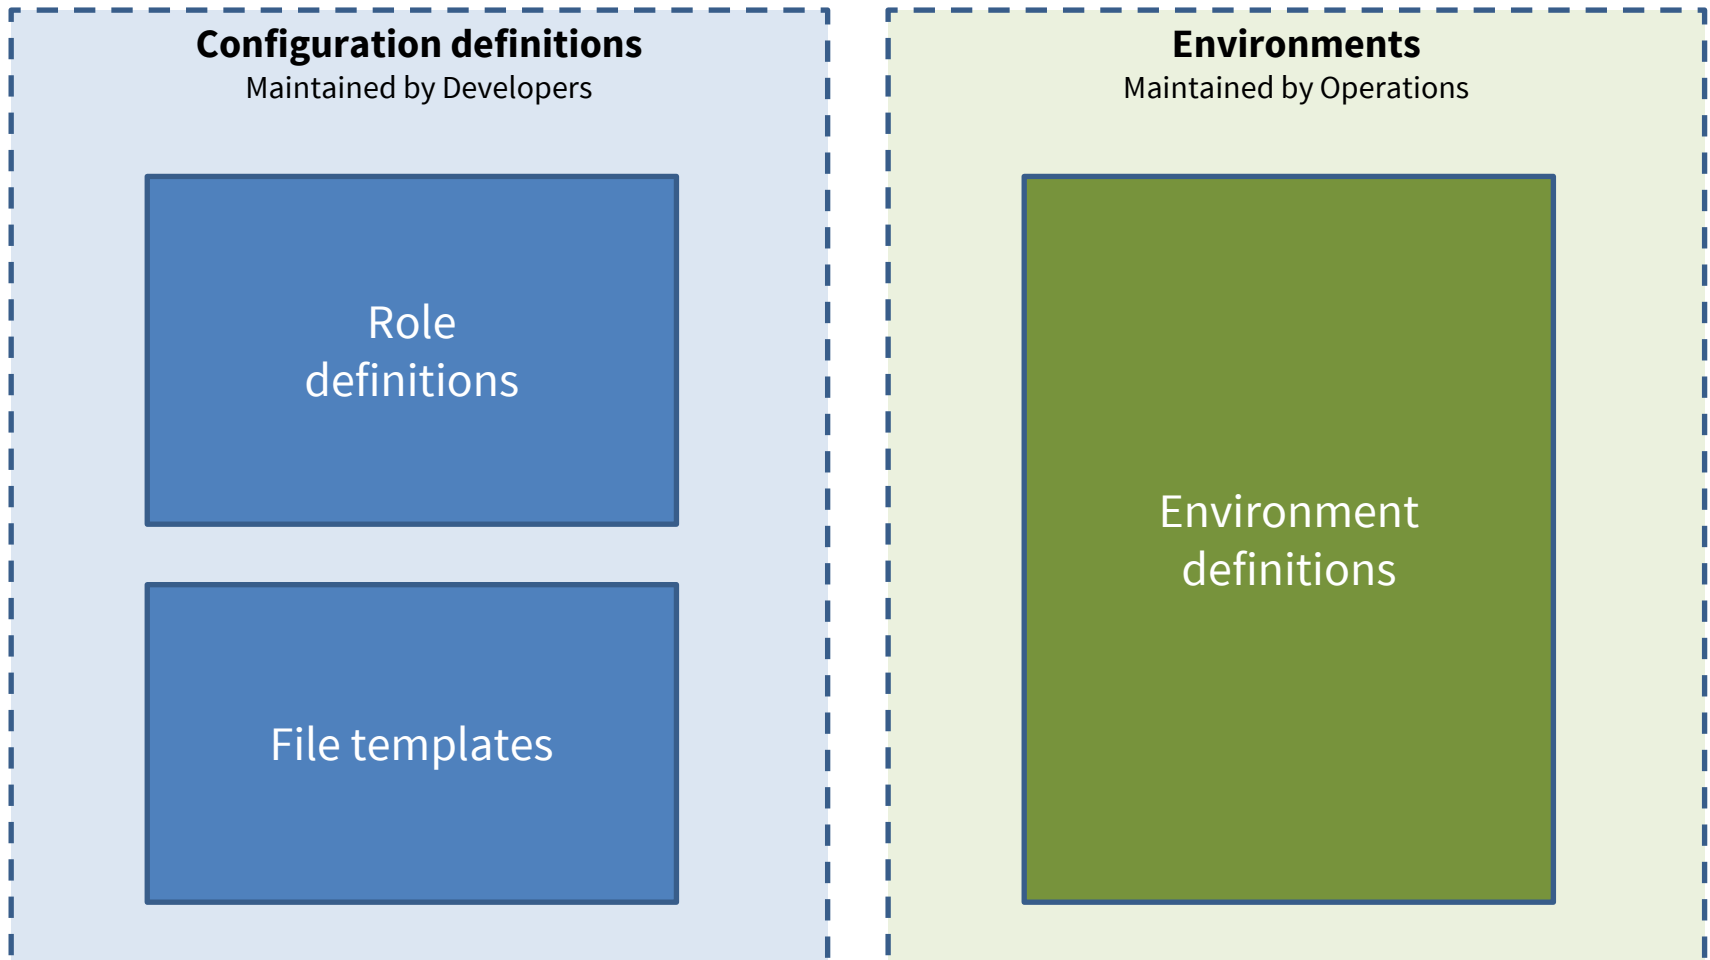 Configuration definitions
Maintained by Developers
Role
definitions
File templates
Environments
Maintained by Operations
Environment
definitions